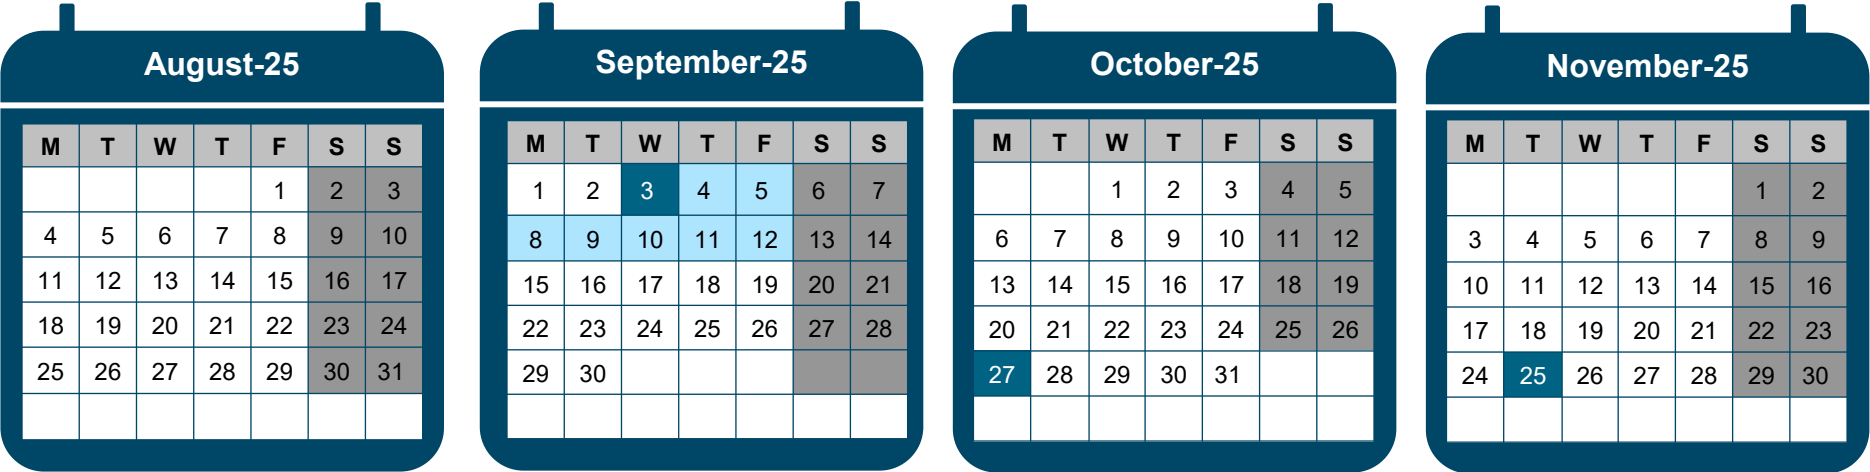 August-25
M T W T F S S
1 2 3
4 5 6 7 8 9 10
11 12 13 14 15 16 17
18 19 20 21 22 23 24
25 26 27 28 29 30 31
September-25
M T W T F S S
1 2 3 4 5 6 7
8 9 10 11 12 13 14
15 16 17 18 19 20 21
22 23 24 25 26 27 28
29 30
October-25
M T W T F S S
1 2 3 4 5
6 7 8 9 10 11 12
13 14 15 16 17 18 19
20 21 22 23 24 25 26
27 28 29 30 31
November-25
M T W T F S S
1 2
3 4 5 6 7 8 9
10 11 12 13 14 15 16
17 18 19 20 21 22 23
24 25 26 27 28 29 30